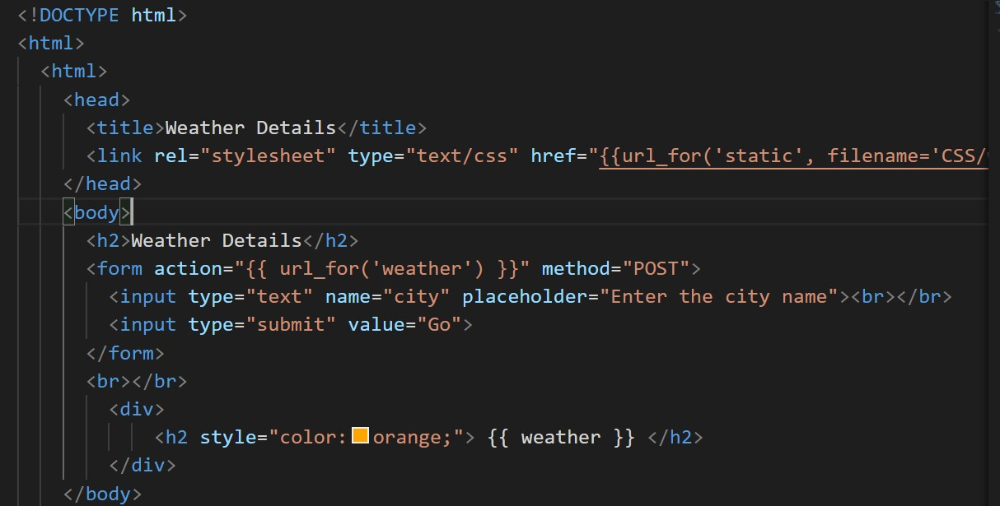 <!DOCTYPE html>
<html>
<html>
<head>
<title>Weather Details</title>
<link rel="stylesheet" type="text/css" href="{{url_for('static', filename='CSS/
</head>
<body>
<h2>Weather Details</h2>
<form action="{{ url_for('weather') }}" method="POST">
<input type="text" name="city" placeholder="Enter the city name"><br></br>
<input type="submit" value="Go">
</form>
<br></br>
<div>
<h2 style="color:orange;"> {{ weather }} </h2>
</div>
</body>